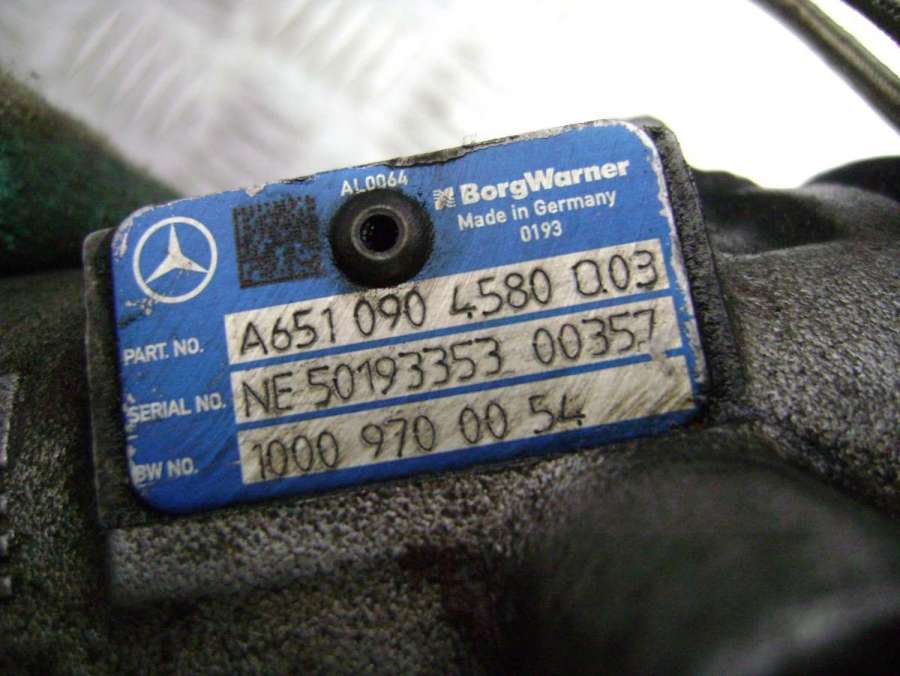 AL0064
BorgWarner
Made in Germany
0193
PART. NO. A651 090 4580 Q03
SERIAL NO. NE 50193353 00357
BW NO. 1000 970 00 54